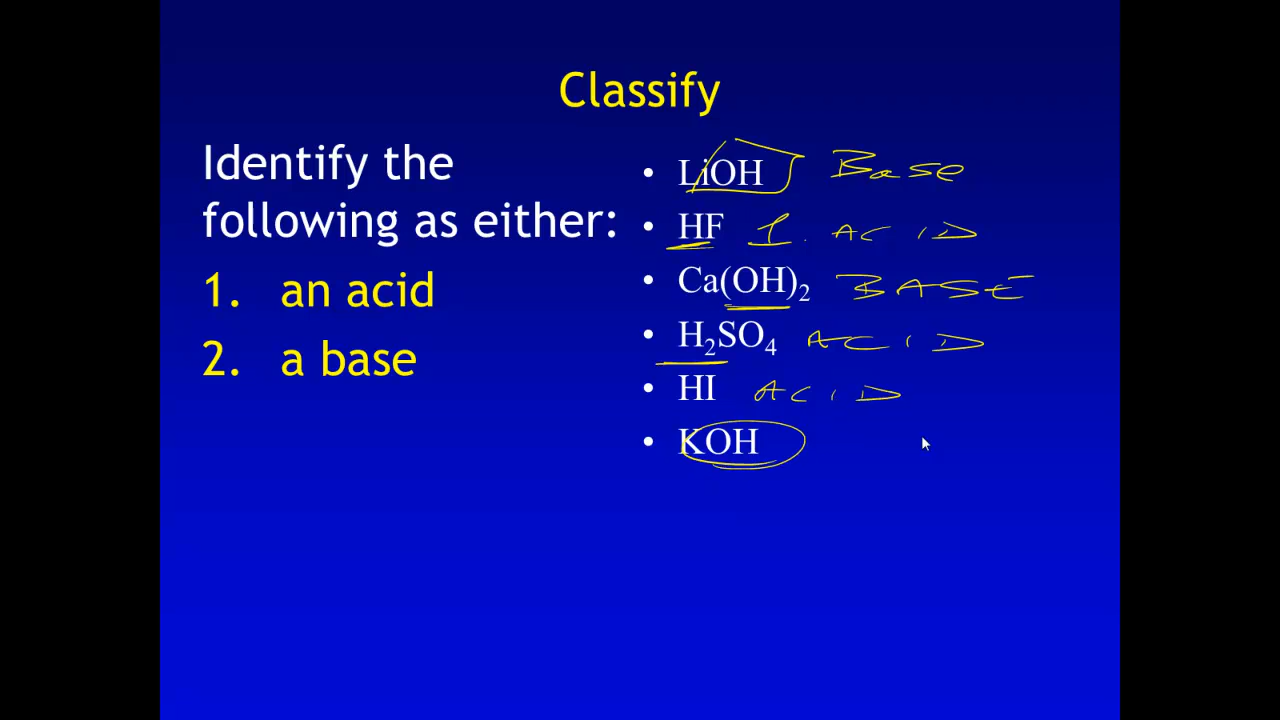 Classify
Identify the
following as either:
1. an acid
2. a base
• LiOH Base
• HF 1. ACID
• Ca(OH)₂ BASE
• H₂SO₄ ACID
• HI ACID
• KOH